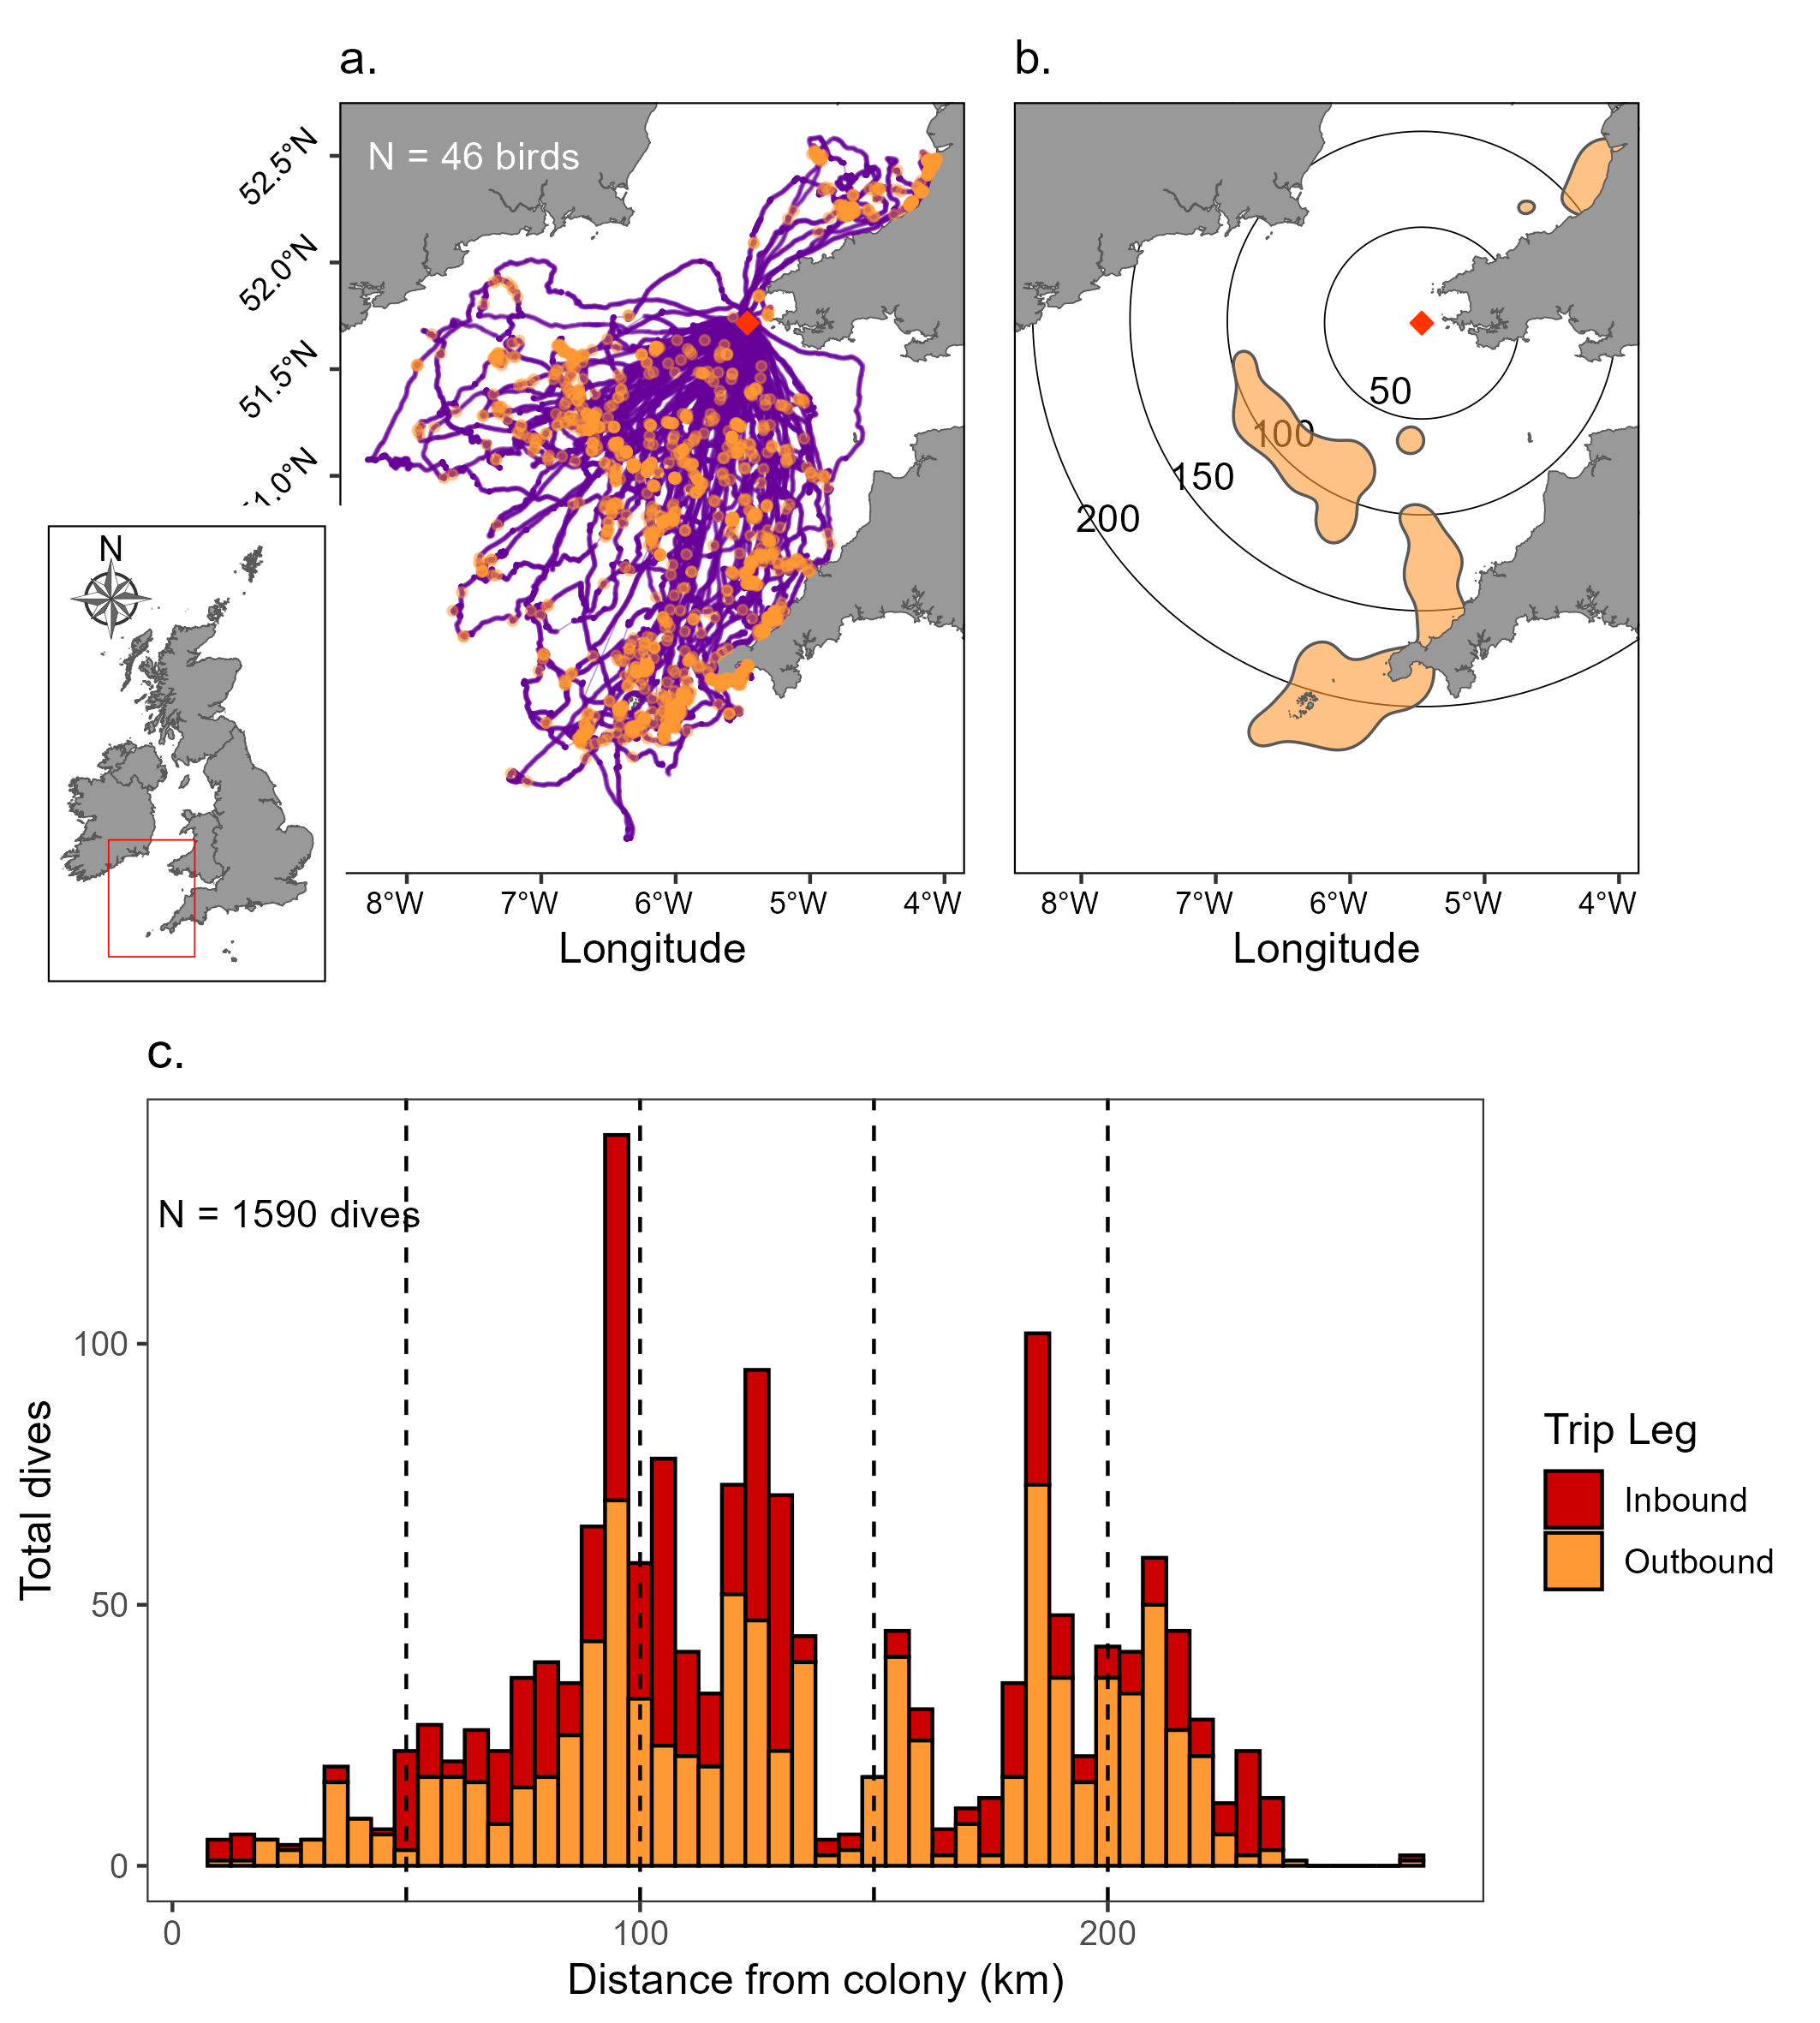 a.
b.
N = 46 birds
52.5°N
52.0°N
51.5°N
1.0°N
N
50
100
150
200
8°W 7°W 6°W 5°W 4°W
8°W 7°W 6°W 5°W 4°W
Longitude
Longitude
c.
N = 1590 dives
Total dives
100
50
0
0 100 200
Distance from colony (km)
Trip Leg
Inbound
Outbound